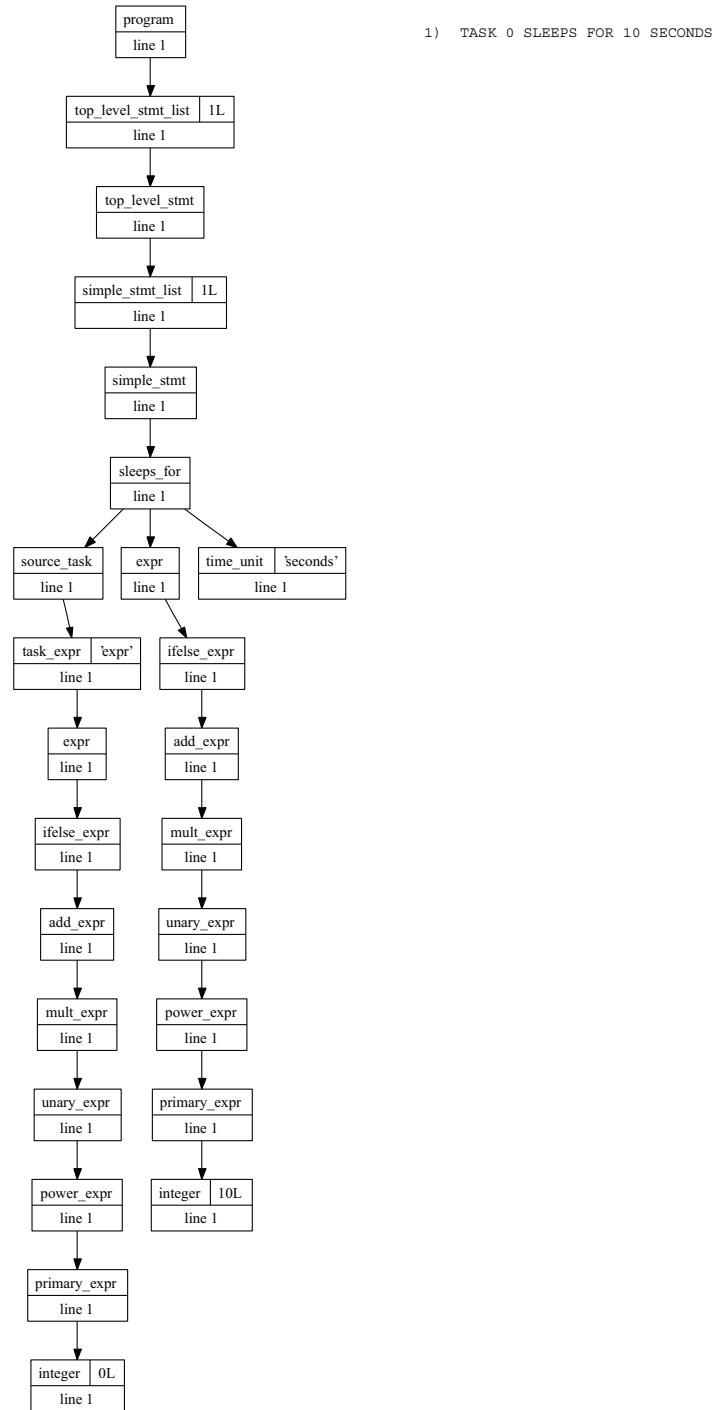 program
1) TASK 0 SLEEPS FOR 10 SECONDS
line 1
top_level_stmt_list 1L
line 1
top_level_stmt
line 1
simple_stmt_list 1L
line 1
simple_stmt
line 1
sleeps_for
line 1
source_task expr time_unit 'seconds'
line 1 line 1 line 1
task_expr 'expr' ifelse_expr
line 1 line 1
expr add_expr
line 1 line 1
ifelse_expr mult_expr
line 1 line 1
add_expr unary_expr
line 1 line 1
mult_expr power_expr
line 1 line 1
unary_expr primary_expr
line 1 line 1
power_expr integer 10L
line 1 line 1
primary_expr
line 1
integer 0L
line 1